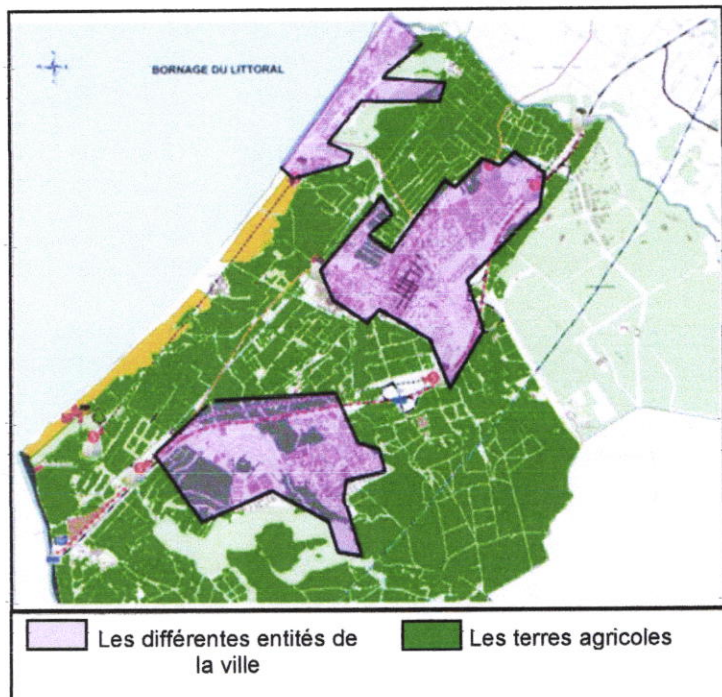 BORNAGE DU LITTORAL
Les différentes entités de
la ville
Les terres agricoles